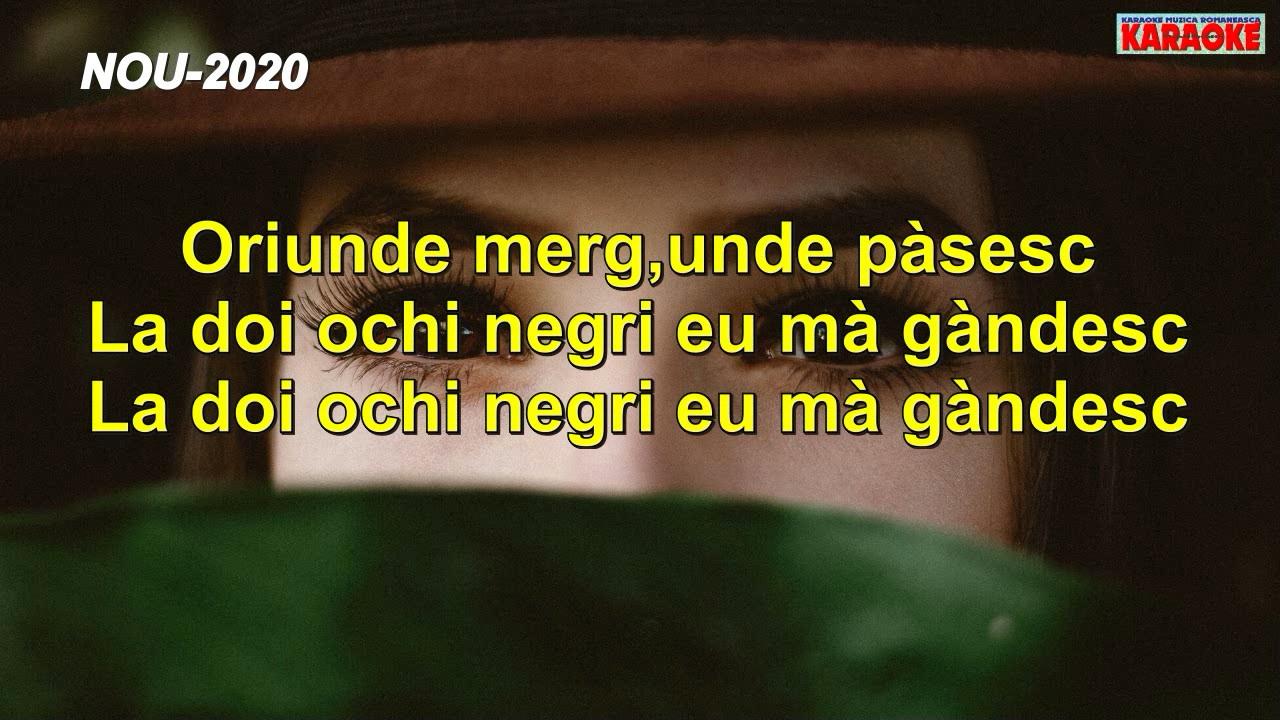 KARAOKE MUZICA ROMANEASCA
KARAOKE
NOU-2020
Oriunde merg,unde pàsesc
La doi ochi negri eu mà gàndesc
La doi ochi negri eu mà gàndesc